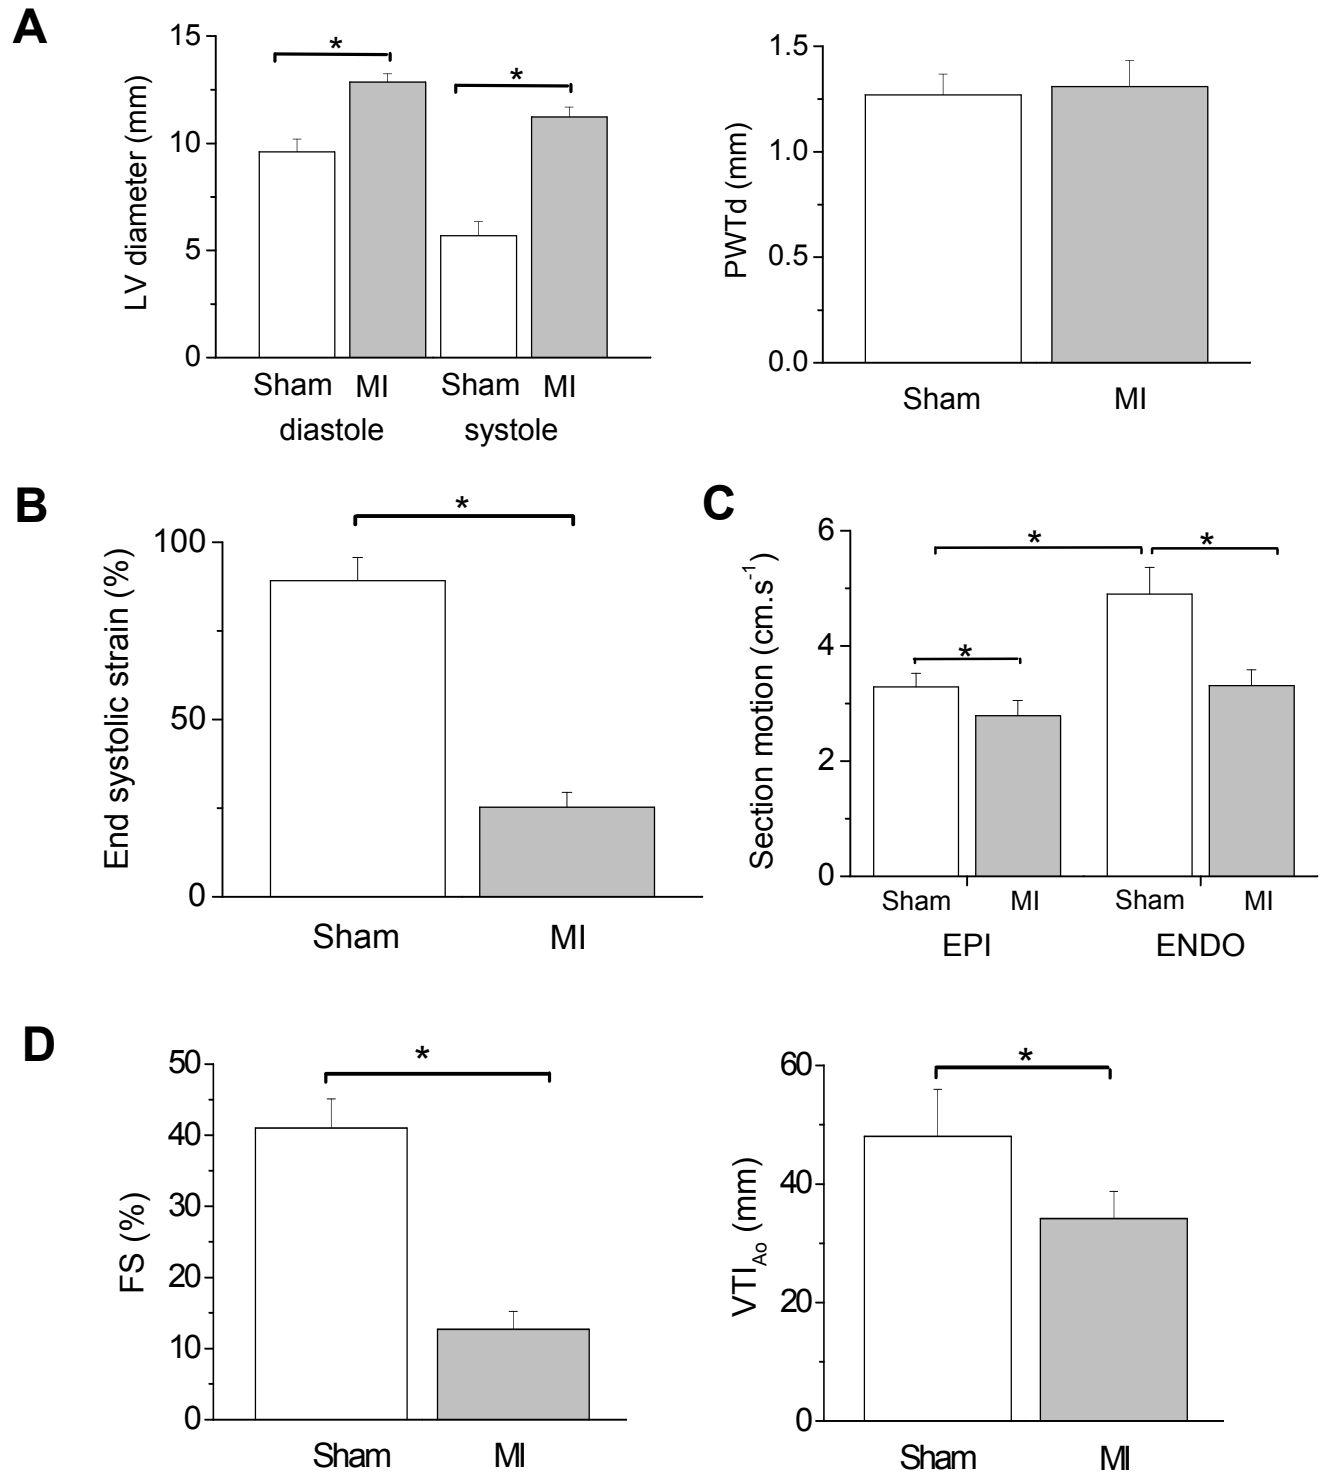 A
15
10
5
0
LV diameter (mm)
*
*
Sham MI Sham MI
diastole systole
1.5
1.0
0.5
0.0
PWTd (mm)
Sham MI
B
100
50
0
End systolic strain (%)
*
Sham MI
C
6
4
2
0
Section motion (cm.s-1)
*
*
*
Sham MI Sham MI
EPI ENDO
D
50
40
30
20
10
0
FS (%)
*
Sham MI
60
40
20
0
VTIAo (mm)
*
Sham MI